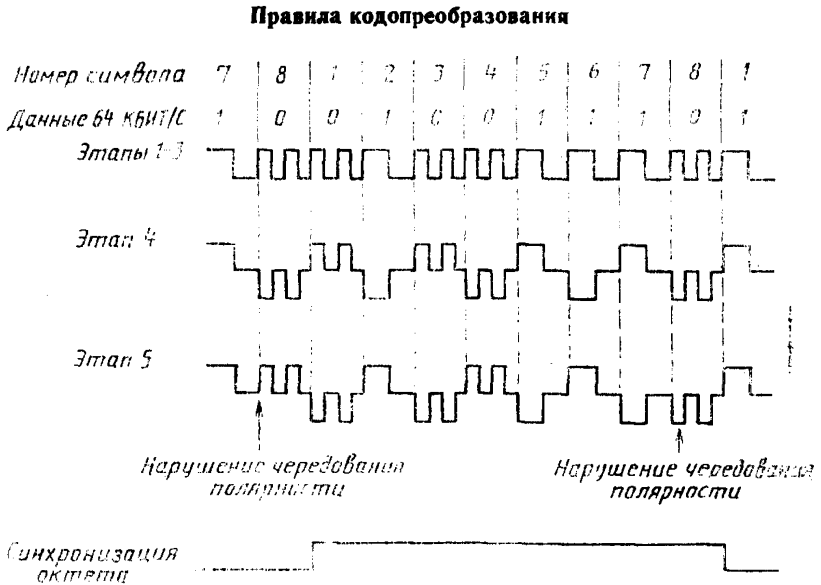 Правила кодопреобразования
Номер символа 7 8 1 2 3 4 5 6 7 8 1
Данные 64 кбит/с 1 0 0 1 0 0 1 1 1 0 1
Этапы 1-3
Этап 4
Этап 5
Нарушение чередования
полярности
Нарушение чередования
полярности
Синхронизация
октета